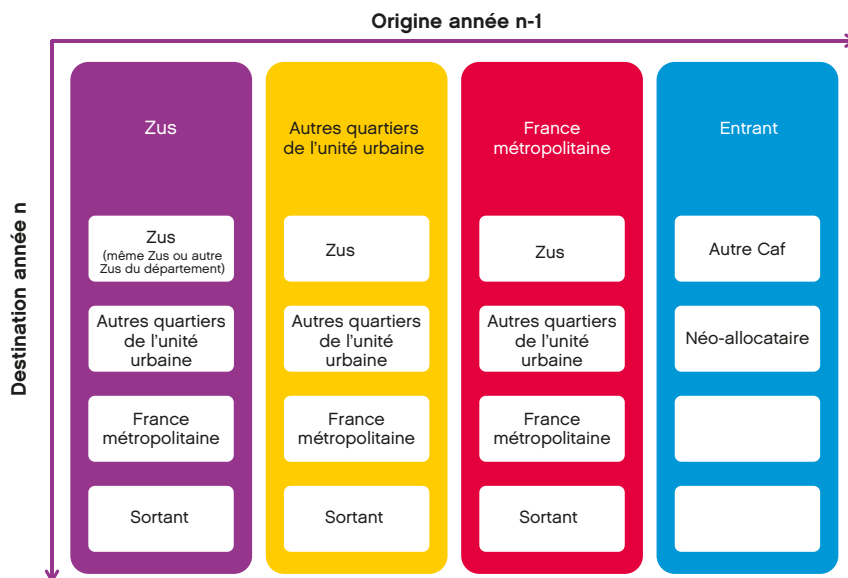 Origine année n-1
Destination année n
Zus
Autres quartiers
de l'unité urbaine
France
métropolitaine
Entrant
Zus
(même Zus ou autre
Zus du département)
Zus
Zus
Autre Caf
Autres quartiers
de l'unité
urbaine
Autres quartiers
de l'unité
urbaine
Autres quartiers
de l'unité
urbaine
Néo-allocataire
France
métropolitaine
France
métropolitaine
France
métropolitaine
Sortant
Sortant
Sortant